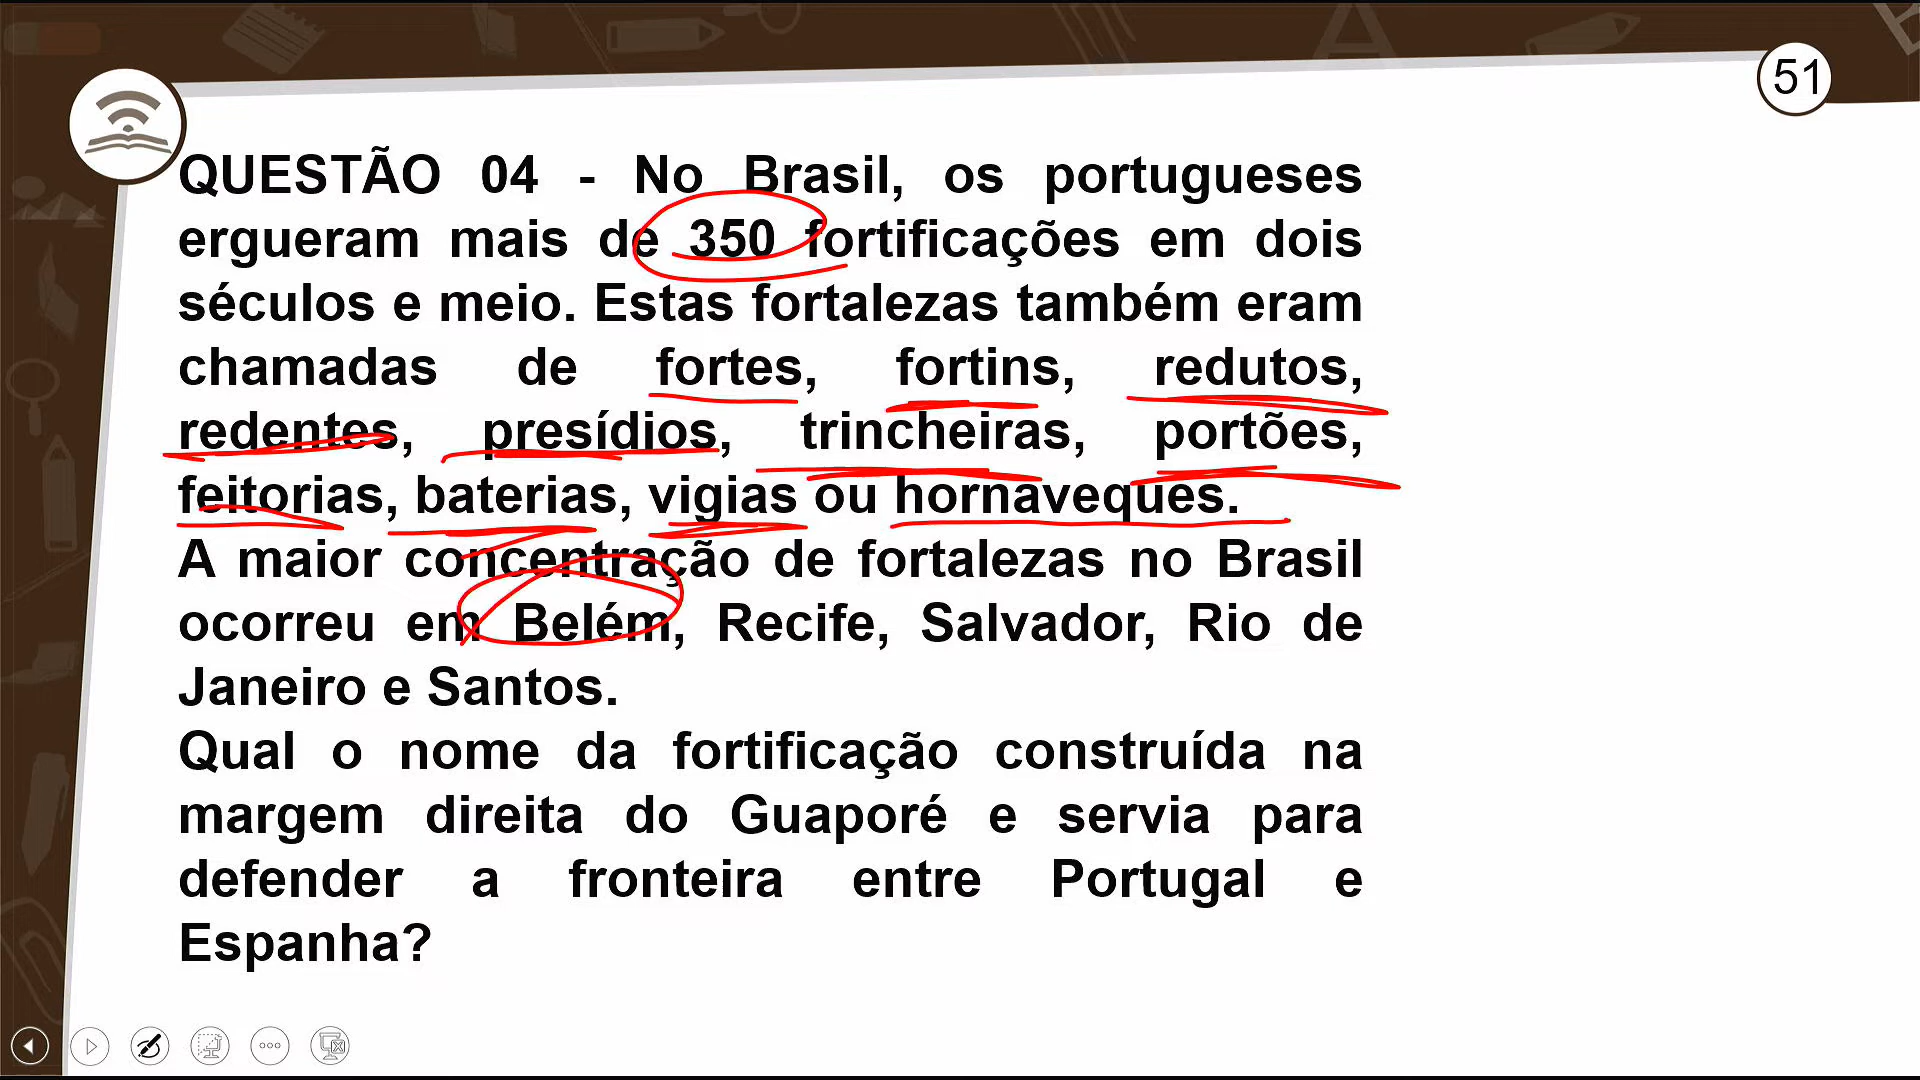 51
QUESTÃO 04 - No Brasil, os portugueses
ergueram mais de 350 fortificações em dois
séculos e meio. Estas fortalezas também eram
chamadas de fortes, fortins, redutos,
redentes, presídios, trincheiras, portões,
feitorias, baterias, vigias ou hornaveques.
A maior concentração de fortalezas no Brasil
ocorreu em Belém, Recife, Salvador, Rio de
Janeiro e Santos.
Qual o nome da fortificação construída na
margem direita do Guaporé e servia para
defender a fronteira entre Portugal e
Espanha?